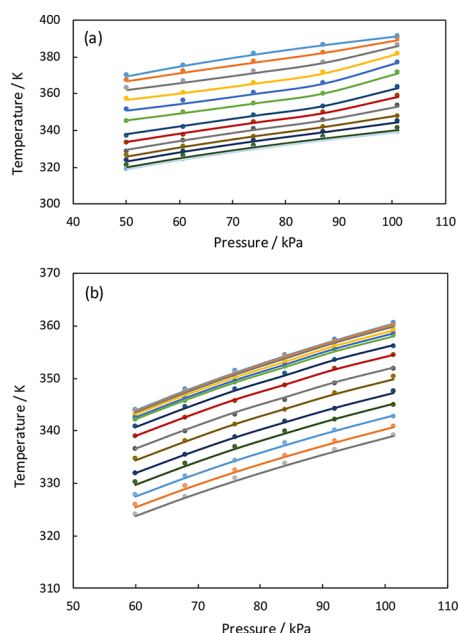 (a)
400
380
360
340
320
300
Temperature / K
40 50 60 70 80 90 100 110
Pressure / kPa
(b)
370
360
350
340
330
320
310
Temperature / K
50 60 70 80 90 100 110
Pressure / kPa